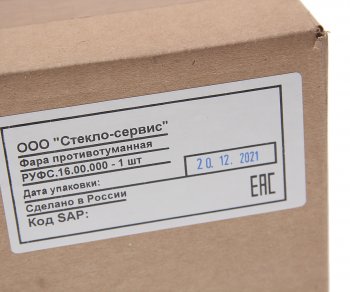 ООО "Стекло-сервис"
Фара противотуманная
РУФС.16.00.000 - 1 шт
Дата упаковки: 20. 12. 2021
Сделано в России
Код SAP:
ЕАС